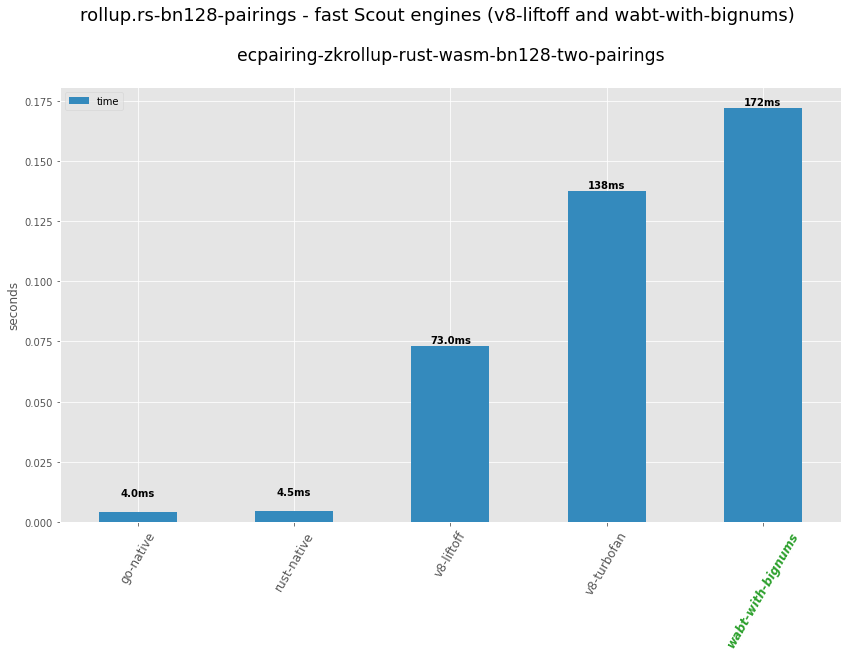 rollup.rs-bn128-pairings - fast Scout engines (v8-liftoff and wabt-with-bignums)
ecpairing-zkrollup-rust-wasm-bn128-two-pairings
time
seconds
0.175
0.150
0.125
0.100
0.075
0.050
0.025
0.000
4.0ms
4.5ms
73.0ms
138ms
172ms
go-native
rust-native
v8-liftoff
v8-turbofan
wabt-with-bignums